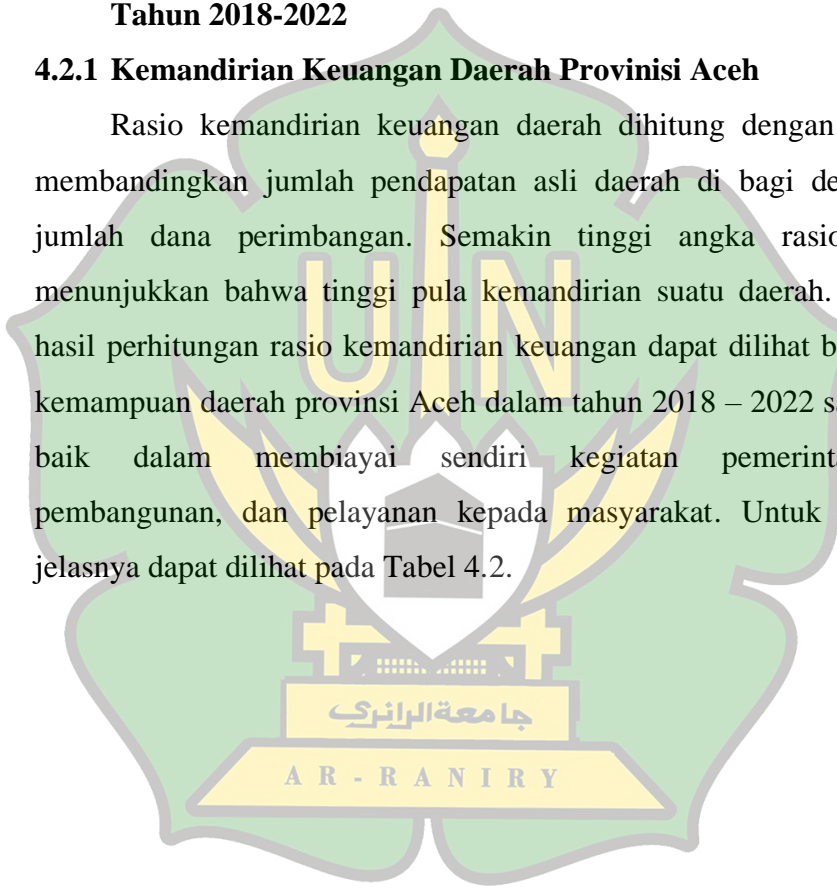 Tahun 2018-2022
4.2.1 Kemandirian Keuangan Daerah Provinisi Aceh
Rasio kemandirian keuangan daerah dihitung dengan
membandingkan jumlah pendapatan asli daerah di bagi de
jumlah dana perimbangan. Semakin tinggi angka rasio
menunjukkan bahwa tinggi pula kemandirian suatu daerah.
hasil perhitungan rasio kemandirian keuangan dapat dilihat b
kemampuan daerah provinsi Aceh dalam tahun 2018 – 2022 s
baik dalam membiayai sendiri kegiatan pemerint
pembangunan, dan pelayanan kepada masyarakat. Untuk
jelasnya dapat dilihat pada Tabel 4.2.
UIN
جامعة الرانري
AR-RANIRY